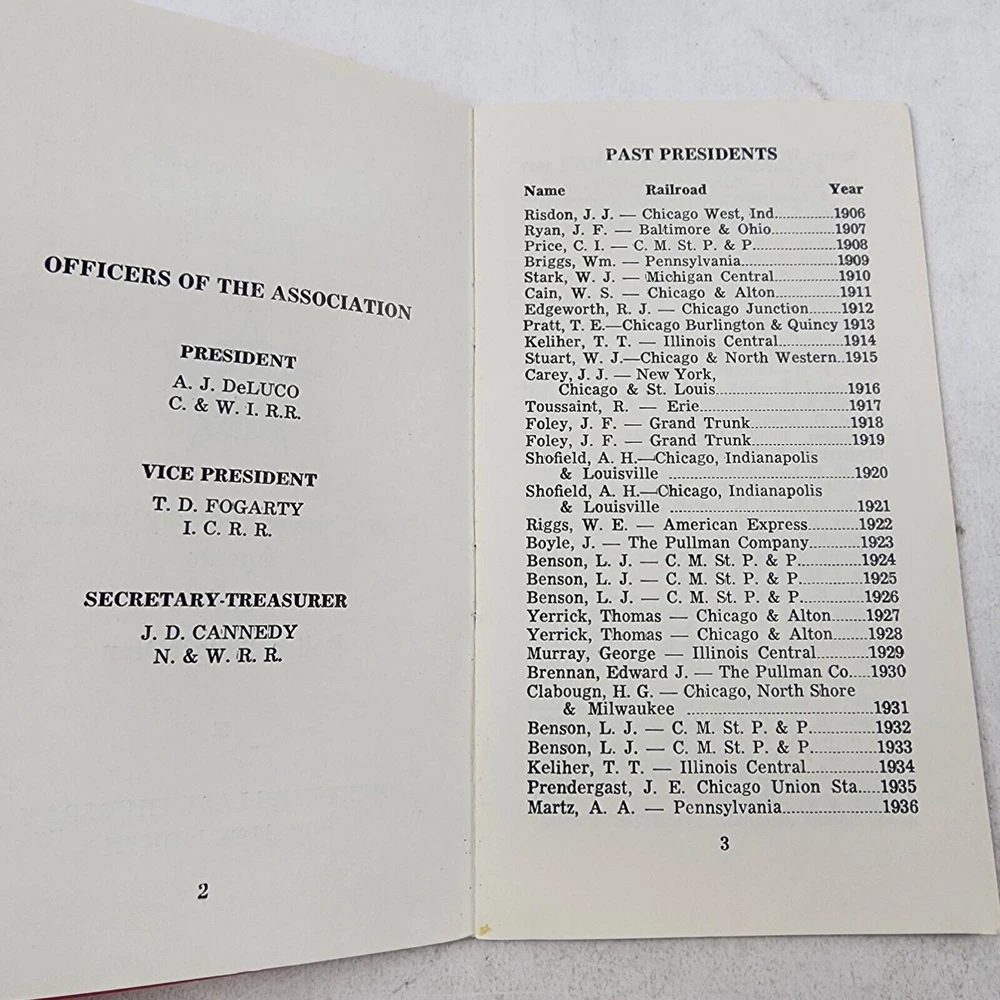 OFFICERS OF THE ASSOCIATION
PRESIDENT
A. J. DeLUCO
C. & W. I. R.R.
VICE PRESIDENT
T. D. FOGARTY
I. C. R. R.
SECRETARY-TREASURER
J. D. CANNEDY
N. & W. R. R.
2
PAST PRESIDENTS
Name Railroad Year
Risdon, J. J. — Chicago West, Ind..............1906
Ryan, J. F. — Baltimore & Ohio...............1907
Price, C. I. — C. M. St. P. & P...................1908
Briggs, Wm. — Pennsylvania......................1909
Stark, W. J. — Michigan Central...............1910
Cain, W. S. — Chicago & Alton................1911
Edgeworth, R. J. — Chicago Junction........1912
Pratt, T. E.—Chicago Burlington & Quincy 1913
Keliher, T. T. — Illinois Central................1914
Stuart, W. J.—Chicago & North Western..1915
Carey, J. J. — New York,
Chicago & St. Louis..............................1916
Toussaint, R. — Erie..................................1917
Foley, J. F. — Grand Trunk.......................1918
Foley, J. F. — Grand Trunk.......................1919
Shofield, A. H.—Chicago, Indianapolis
& Louisville ..........................................1920
Shofield, A. H.—Chicago, Indianapolis
& Louisville ..........................................1921
Riggs, W. E. — American Express............1922
Boyle, J. — The Pullman Company............1923
Benson, L. J. — C. M. St. P. & P..............1924
Benson, L. J. — C. M. St. P. & P..............1925
Benson, L. J. — C. M. St. P. & P..............1926
Yerrick, Thomas — Chicago & Alton........1927
Yerrick, Thomas — Chicago & Alton........1928
Murray, George — Illinois Central............1929
Brennan, Edward J. — The Pullman Co.....1930
Clabougn, H. G. — Chicago, North Shore
& Milwaukee ........................................1931
Benson, L. J. — C. M. St. P. & P..............1932
Benson, L. J. — C. M. St. P. & P..............1933
Keliher, T. T. — Illinois Central................1934
Prendergast, J. E. Chicago Union Sta.....1935
Martz, A. A. — Pennsylvania.....................1936
3